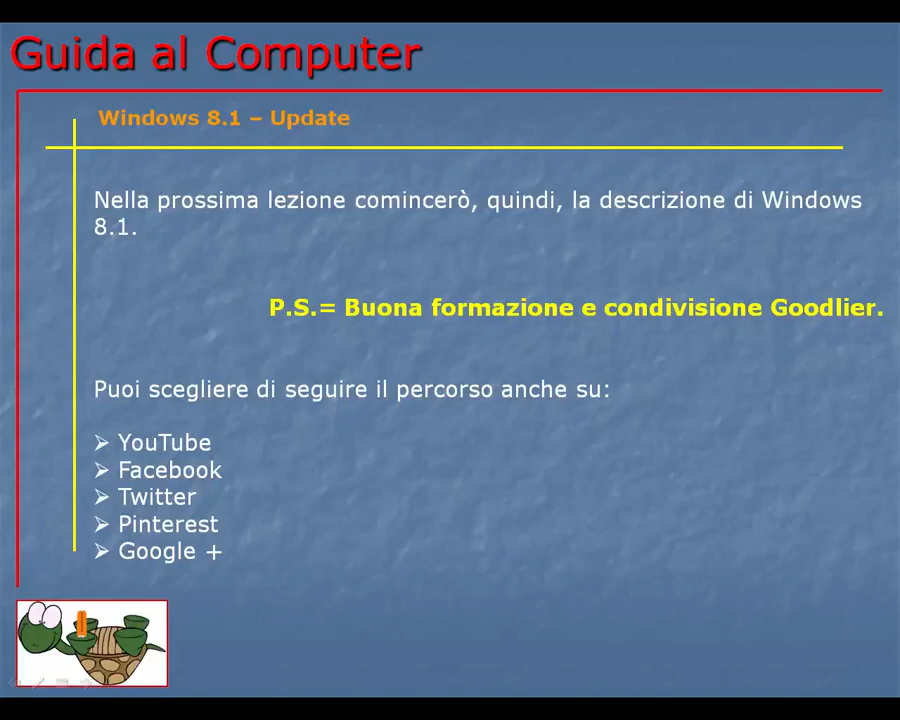 Guida al Computer
Windows 8.1 – Update
Nella prossima lezione comincerò, quindi, la descrizione di Windows
8.1.
P.S.= Buona formazione e condivisione Goodlier.
Puoi scegliere di seguire il percorso anche su:
➢ YouTube
➢ Facebook
➢ Twitter
➢ Pinterest
➢ Google +